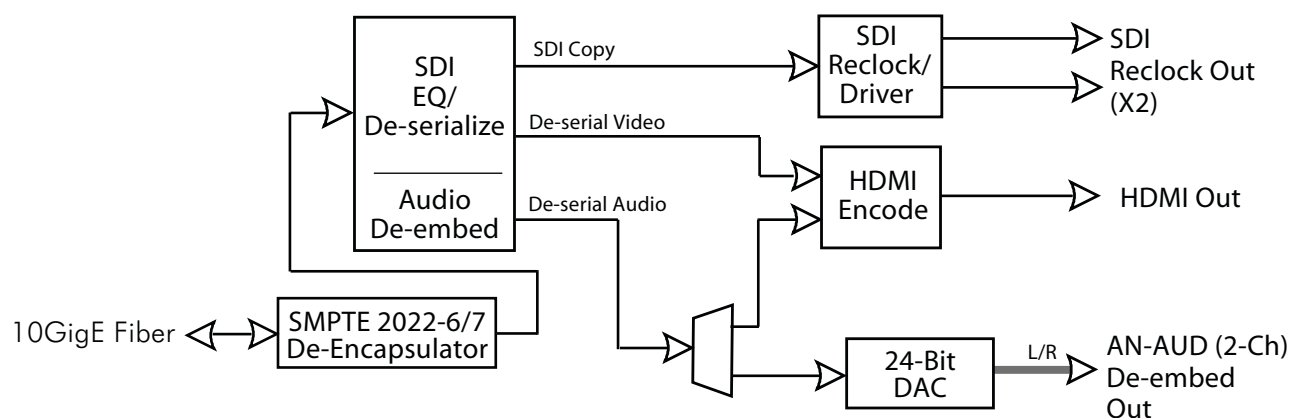 SDI
EQ/
De-serialize
Audio
De-embed
SDI Copy
De-serial Video
De-serial Audio
SDI
Reclock/
Driver
SDI
Reclock Out
(X2)
HDMI
Encode
HDMI Out
10GigE Fiber
SMPTE 2022-6/7
De-Encapsulator
24-Bit
DAC
L/R
AN-AUD (2-Ch)
De-embed
Out